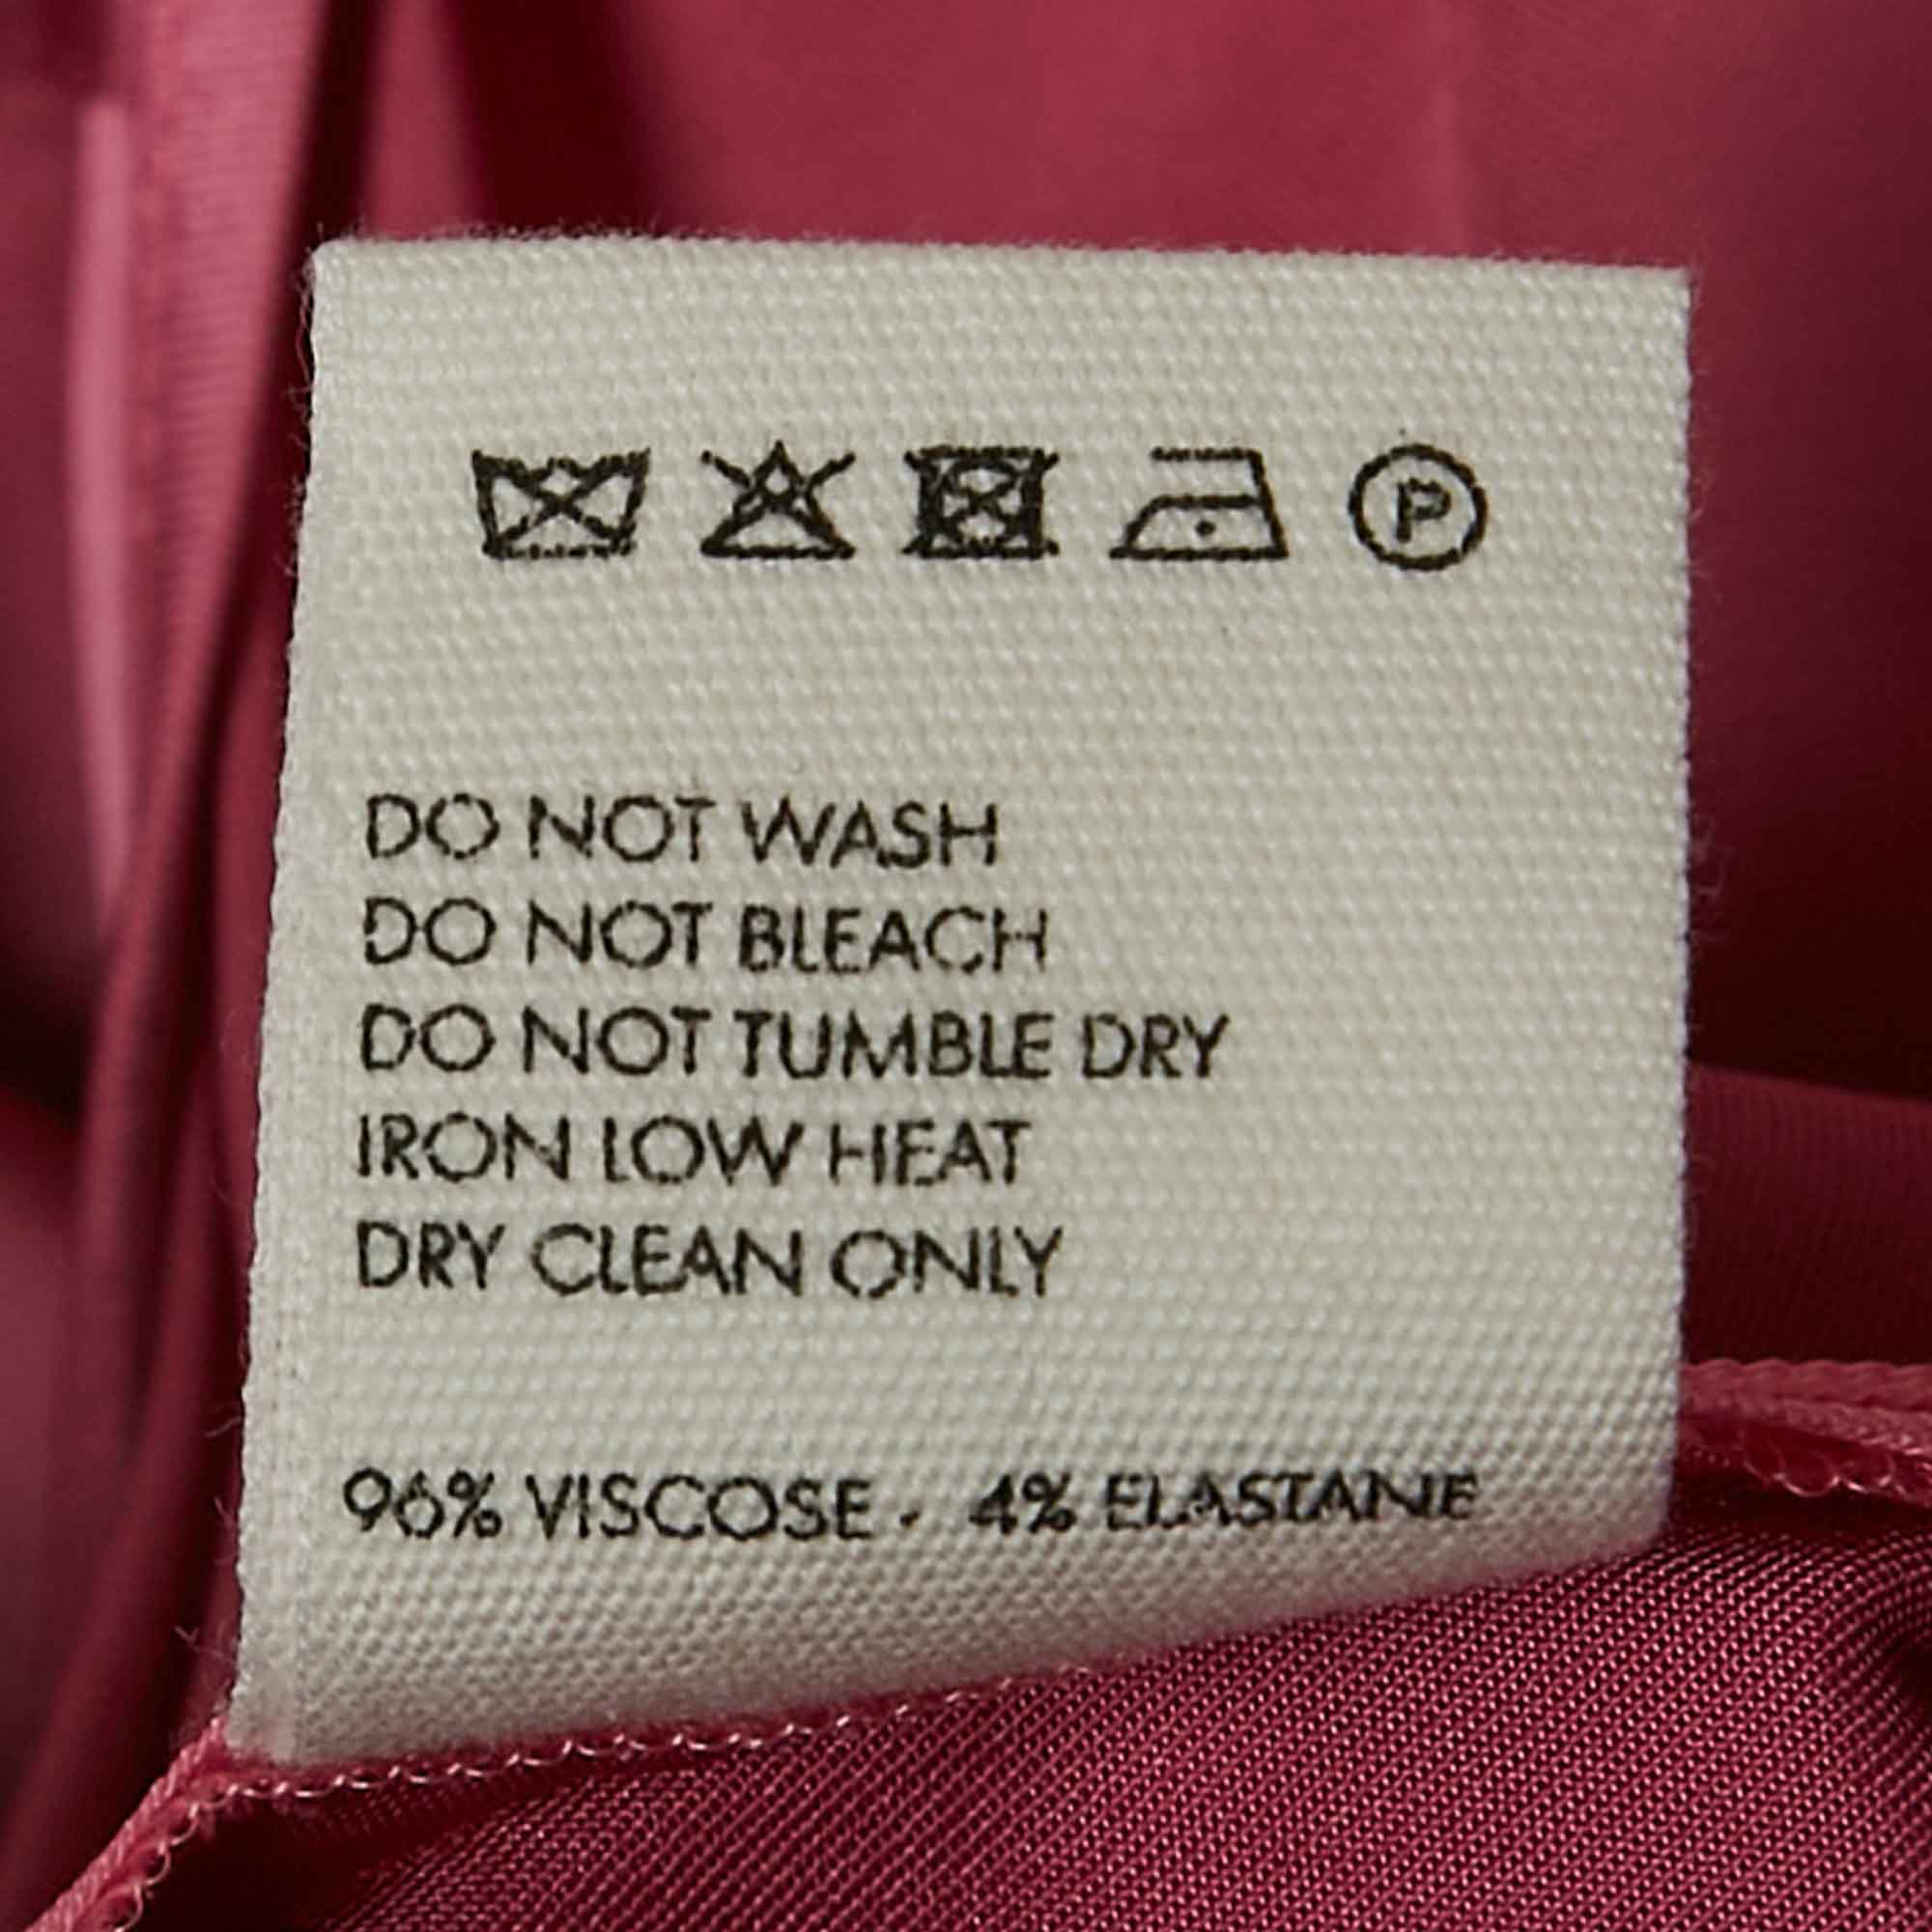 P
DO NOT WASH
DO NOT BLEACH
DO NOT TUMBLE DRY
IRON LOW HEAT
DRY CLEAN ONLY
96% VISCOSE - 4% ELASTANE